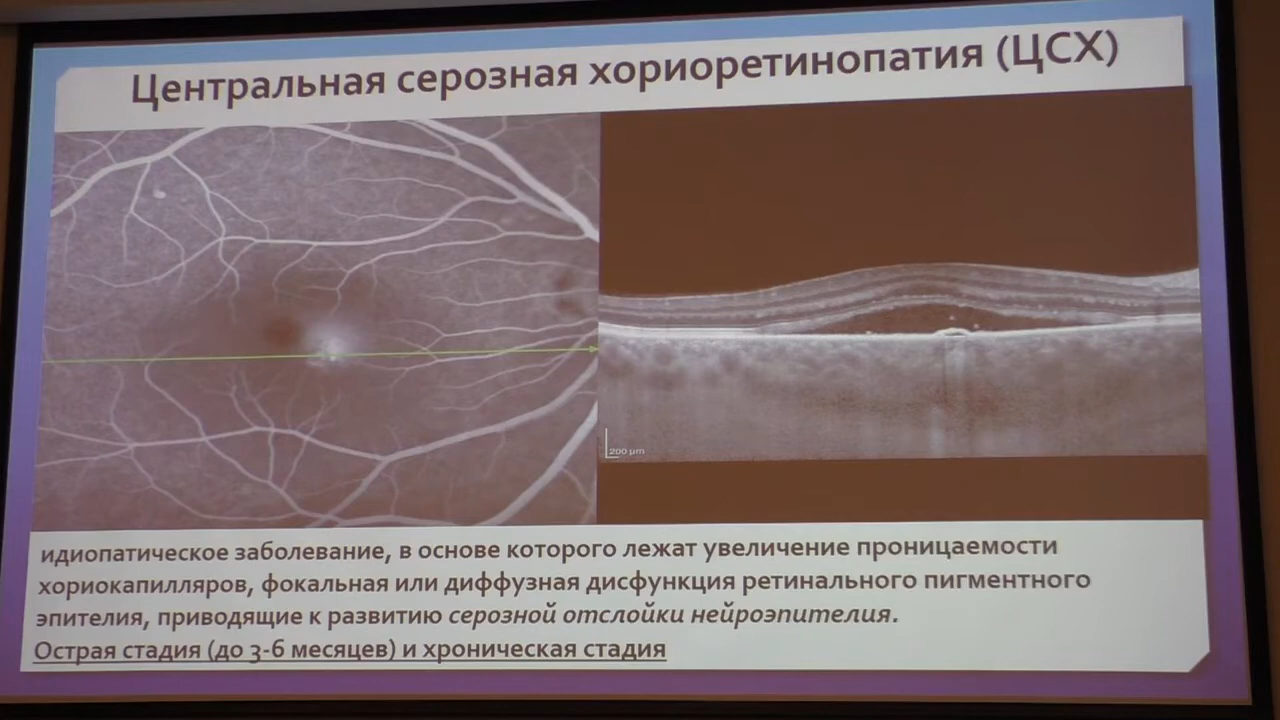 Центральная серозная хориоретинопатия (ЦСХ)
200 µm
идиопатическое заболевание, в основе которого лежат увеличение проницаемости
хориокапилляров, фокальная или диффузная дисфункция ретинального пигментного
эпителия, приводящие к развитию серозной отслойки нейроэпителия.
Острая стадия (до 3-6 месяцев) и хроническая стадия